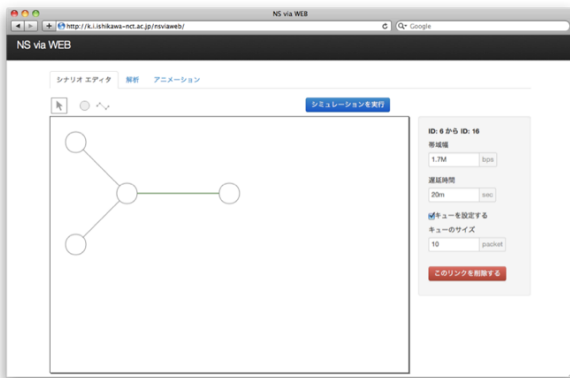 NS via WEB
http://k.i.ishikawa-nct.ac.jp/nsviaweb/
Google
NS via WEB
シナリオ エディタ 解析 アニメーション
シミュレーションを実行
ID: 6 から ID: 16
帯域幅
1.7M bps
遅延時間
20m sec
キューを設定する
キューのサイズ
10 packet
このリンクを削除する